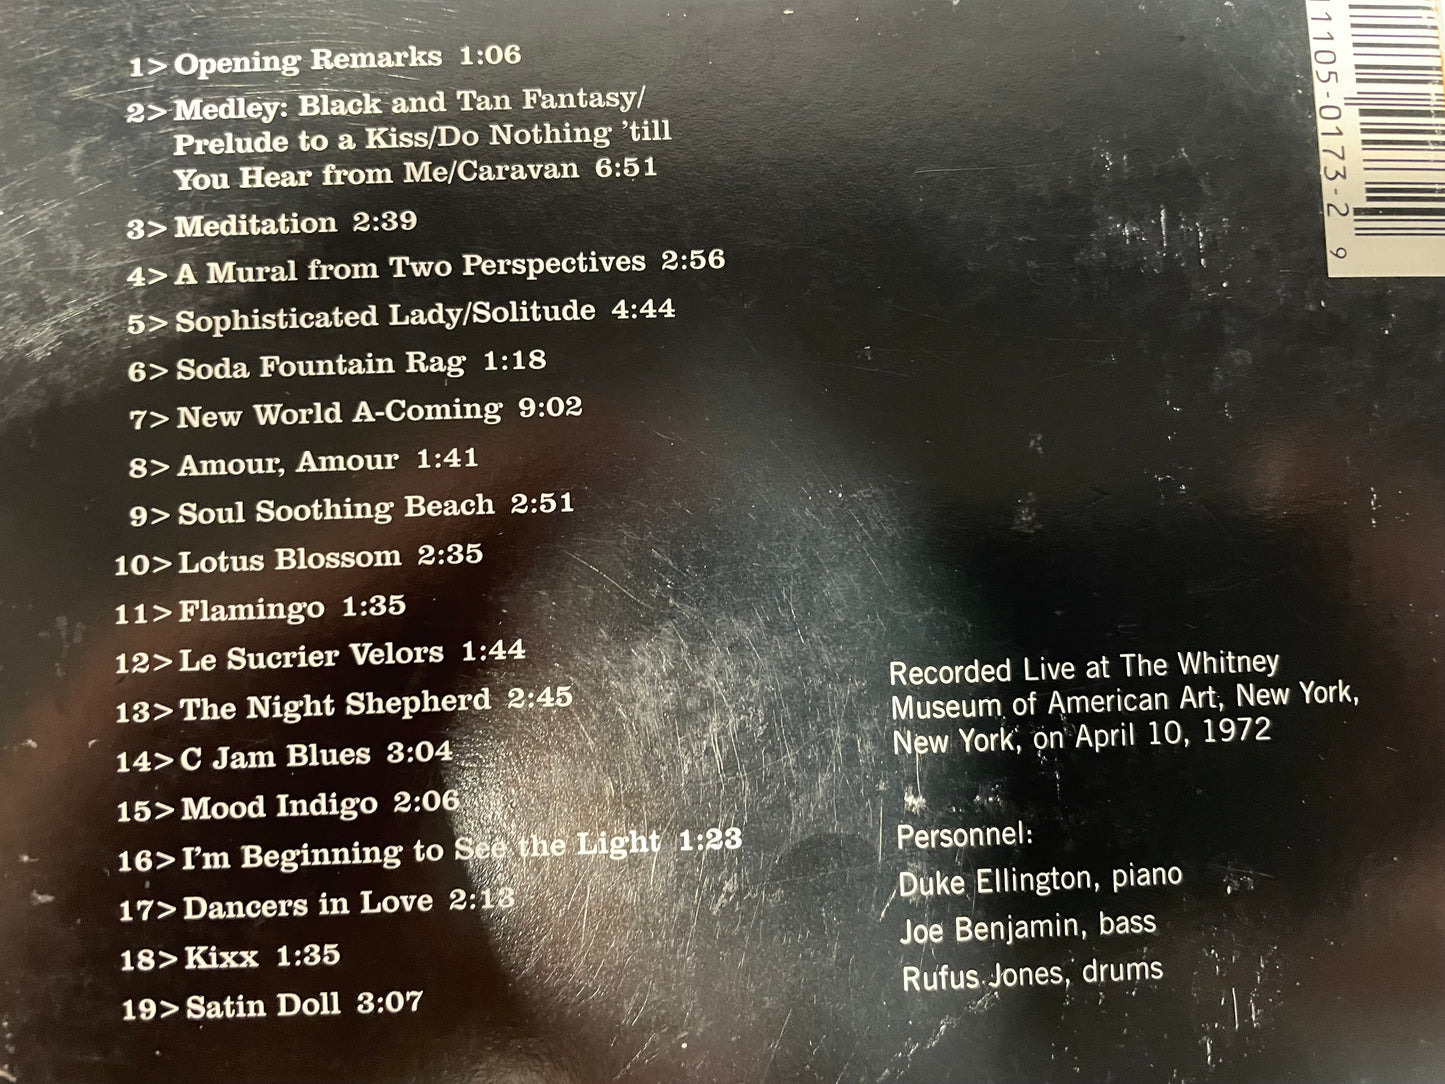 1> Opening Remarks 1:06
2> Medley: Black and Tan Fantasy/
Prelude to a Kiss/Do Nothing ’till
You Hear from Me/Caravan 6:51
3> Meditation 2:39
4> A Mural from Two Perspectives 2:56
5> Sophisticated Lady/Solitude 4:44
6> Soda Fountain Rag 1:18
7> New World A-Coming 9:02
8> Amour, Amour 1:41
9> Soul Soothing Beach 2:51
10> Lotus Blossom 2:35
11> Flamingo 1:35
12> Le Sucrier Velors 1:44
13> The Night Shepherd 2:45
14> C Jam Blues 3:04
15> Mood Indigo 2:06
16> I’m Beginning to See the Light 1:23
17> Dancers in Love 2:13
18> Kixx 1:35
19> Satin Doll 3:07
11105-0173-2 9
Recorded Live at The Whitney
Museum of American Art, New York,
New York, on April 10, 1972
Personnel:
Duke Ellington, piano
Joe Benjamin, bass
Rufus Jones, drums